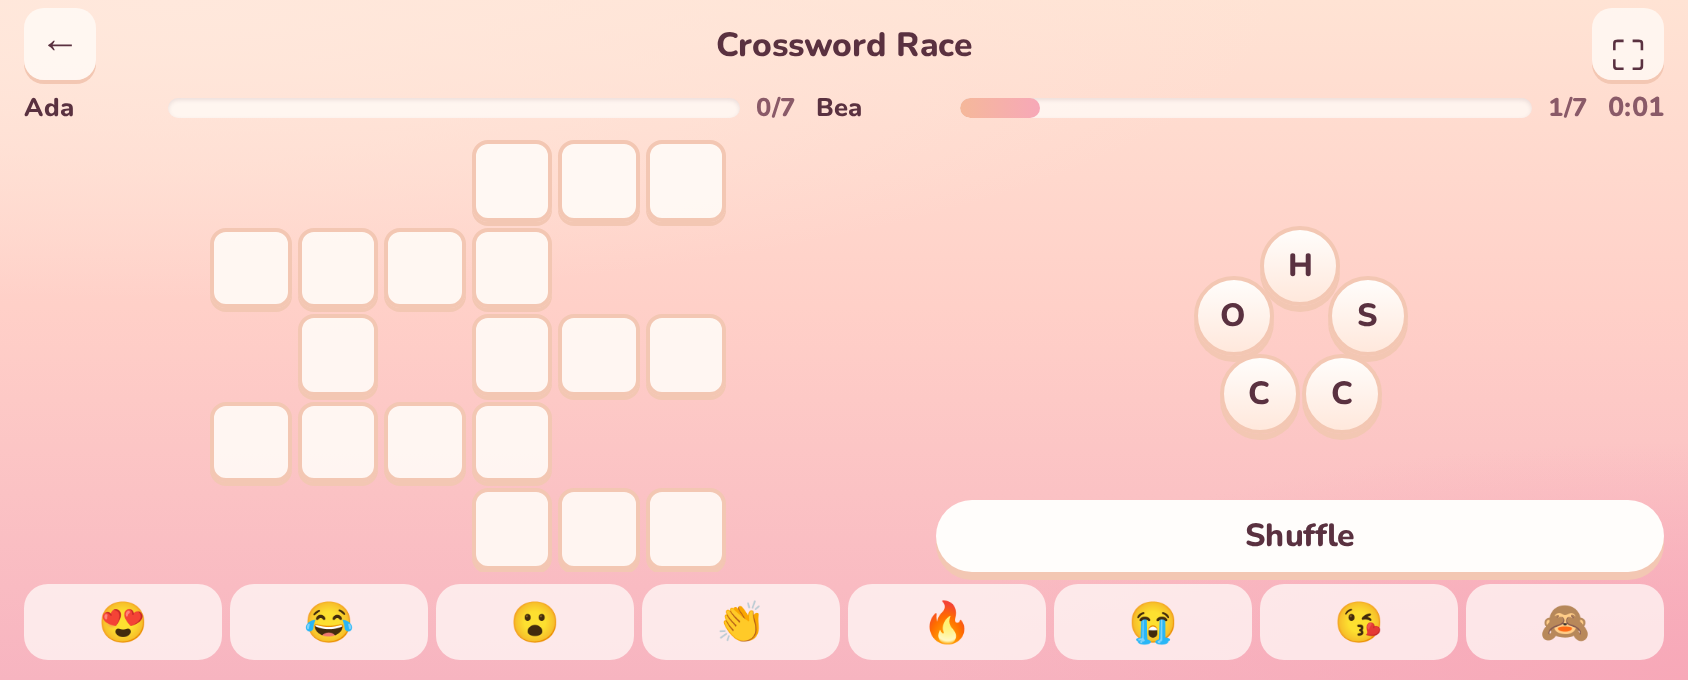 ←
Crossword Race
Ada 0/7 Bea 1/7 0:01
H
O S
C C
Shuffle